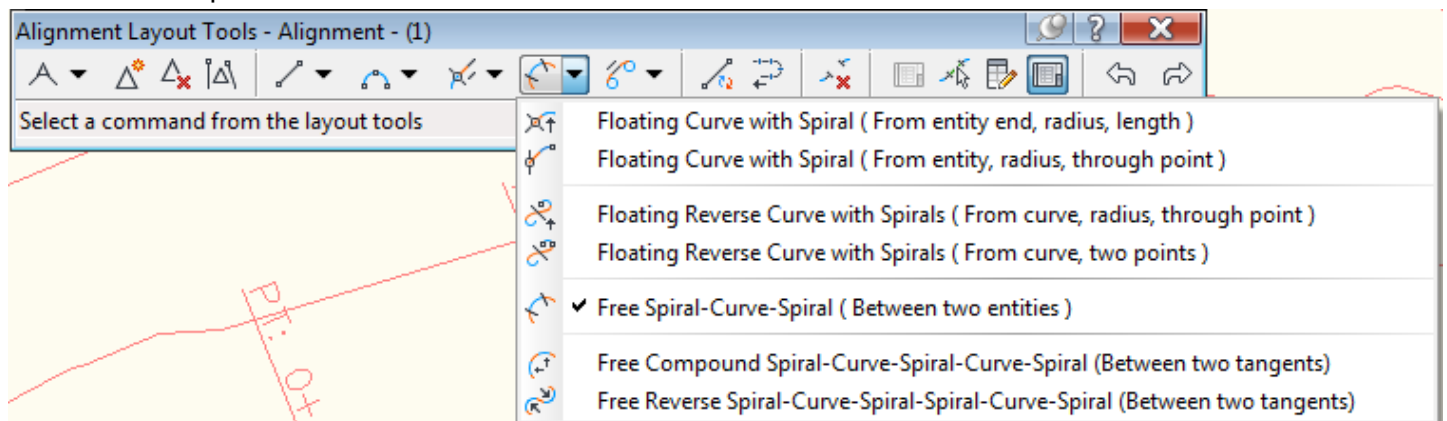 Alignment Layout Tools - Alignment - (1)
Select a command from the layout tools
Floating Curve with Spiral ( From entity end, radius, length )
Floating Curve with Spiral ( From entity, radius, through point )
Floating Reverse Curve with Spirals ( From curve, radius, through point )
Floating Reverse Curve with Spirals ( From curve, two points )
Free Spiral-Curve-Spiral ( Between two entities )
Free Compound Spiral-Curve-Spiral-Curve-Spiral (Between two tangents)
Free Reverse Spiral-Curve-Spiral-Spiral-Curve-Spiral (Between two tangents)